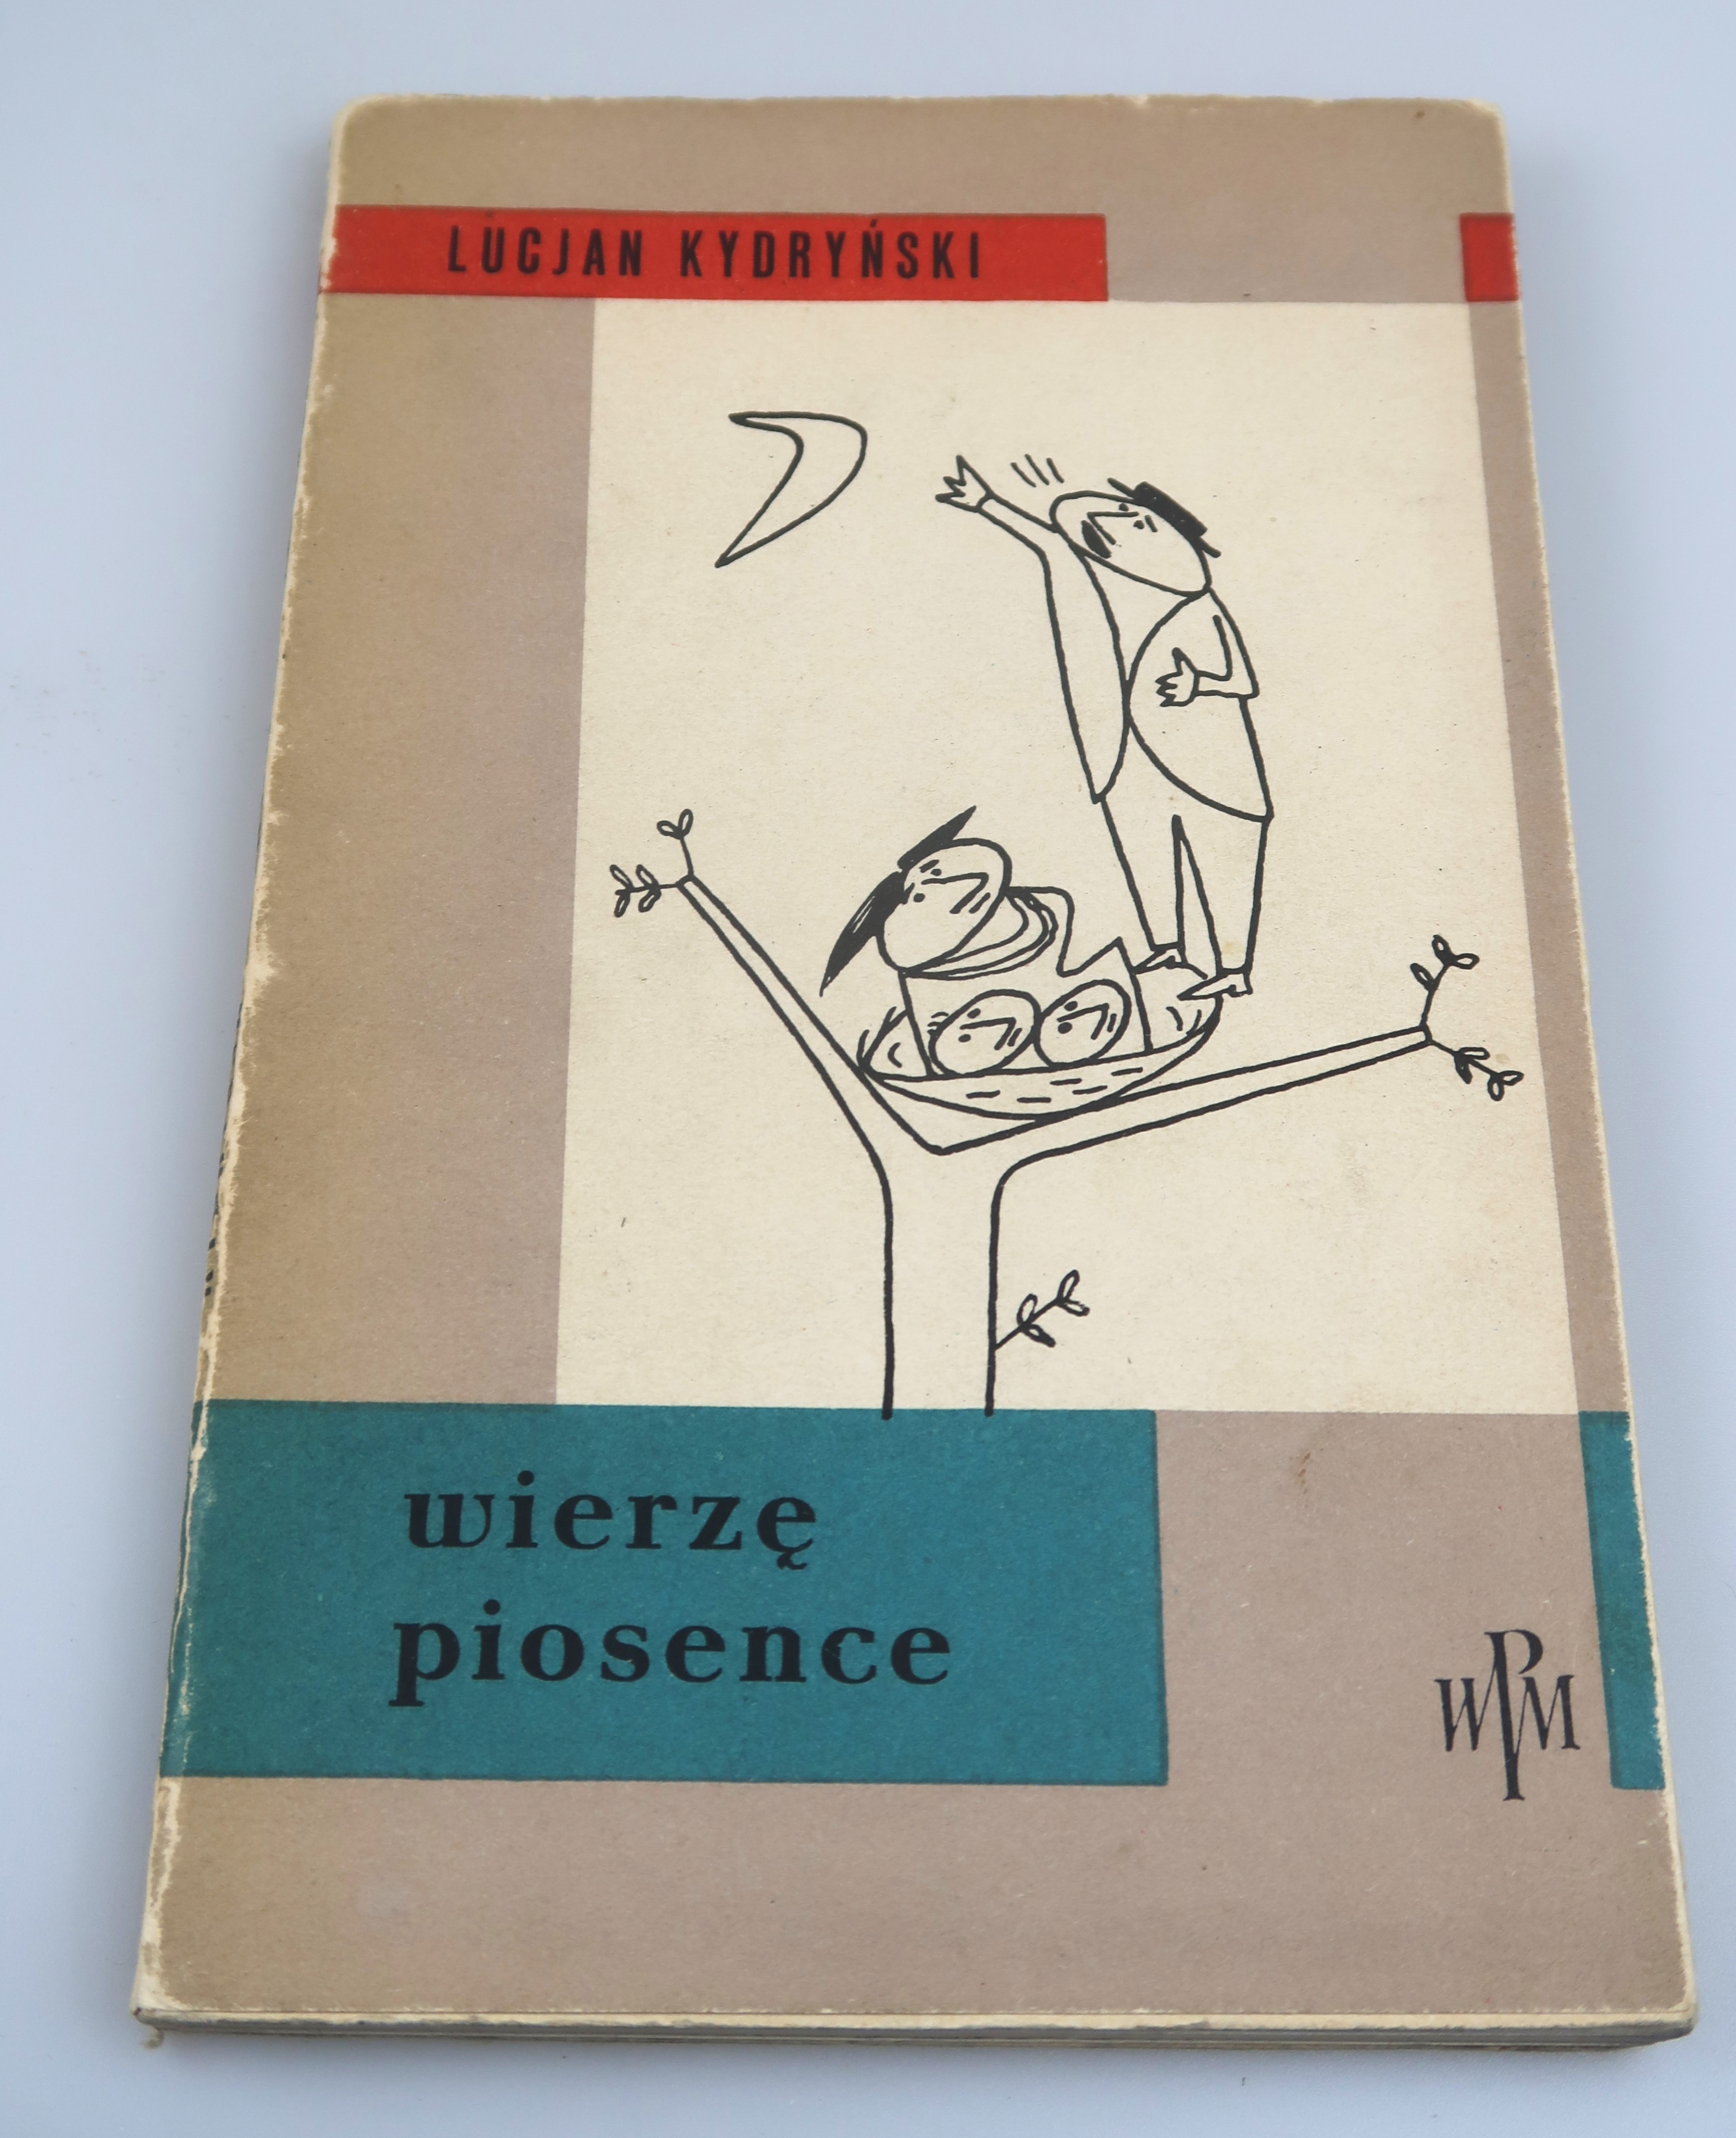 LUCJAN KYDRYŃSKI
wierzę
piosence
WPM